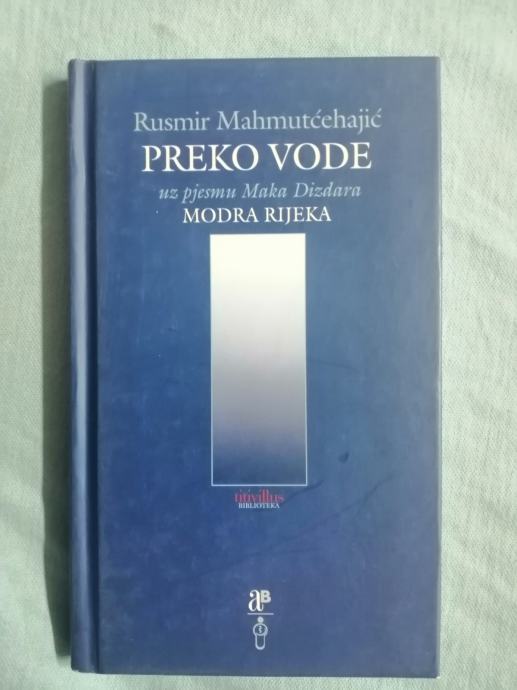 Rusmir Mahmutćehajić
PREKO VODE
uz pjesmu Maka Dizdara
MODRA RIJEKA
titivillus
BIBLIOTEKA
aB